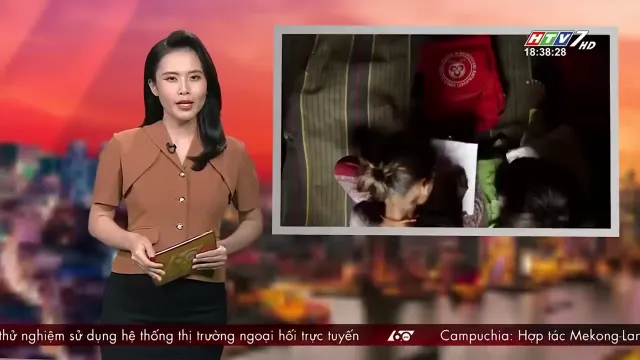 HTV7 HD
18:38:28
thử nghiệm sử dụng hệ thống thị trường ngoại hối trực tuyến
60
Campuchia: Hợp tác Mekong-Lan